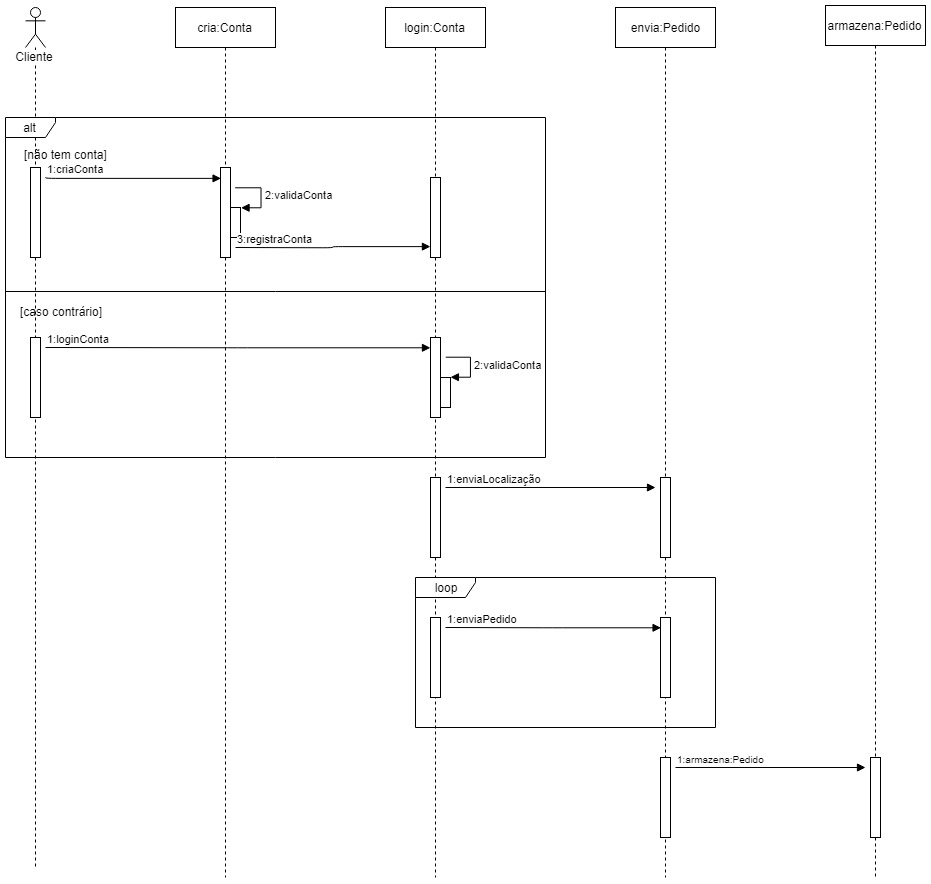 Cliente
cria:Conta
login:Conta
envia:Pedido
armazena:Pedido
alt
[não tem conta]
1:criaConta
2:validaConta
3:registraConta
[caso contrário]
1:loginConta
2:validaConta
1:enviaLocalização
loop
1:enviaPedido
1:armazena:Pedido